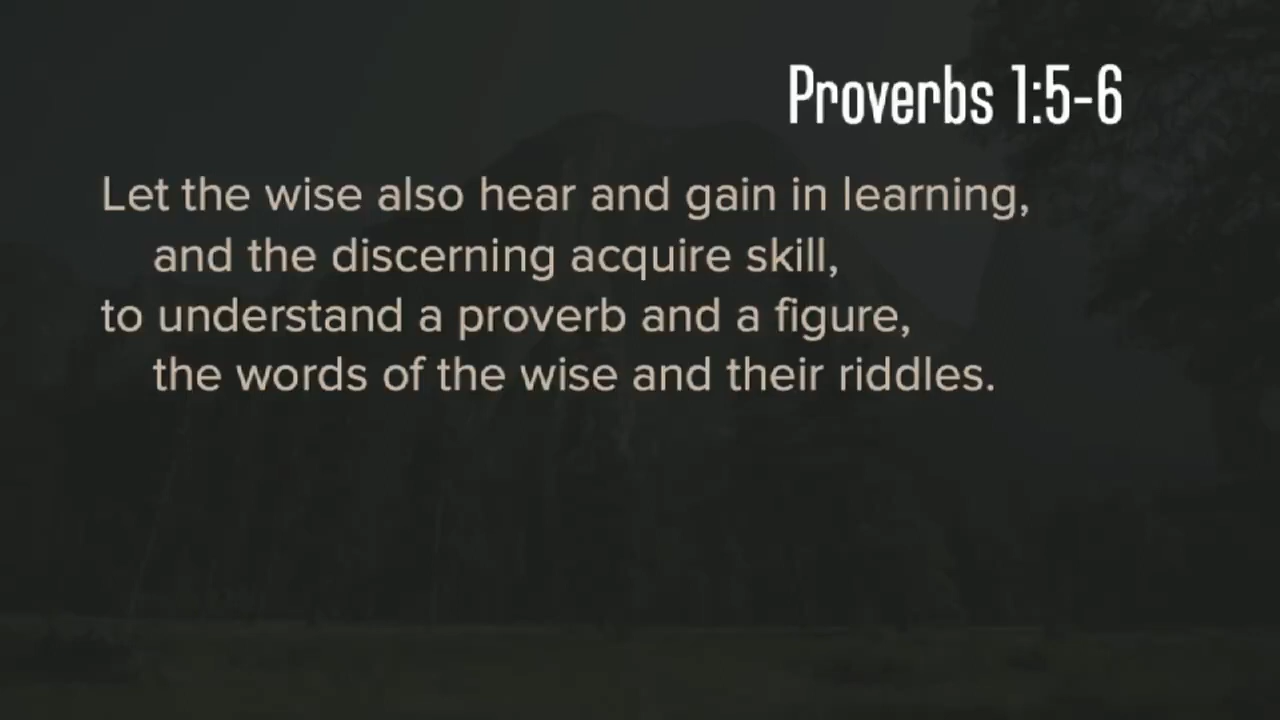 Proverbs 1:5-6
Let the wise also hear and gain in learning,
and the discerning acquire skill,
to understand a proverb and a figure,
the words of the wise and their riddles.